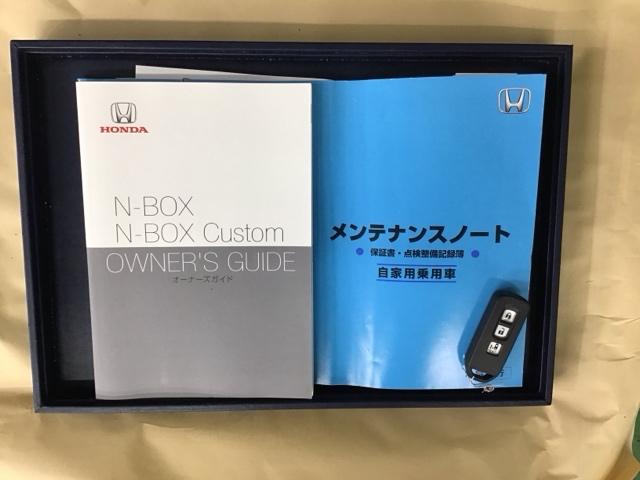 HONDA
N-BOX
N-BOX Custom
OWNER'S GUIDE
オーナーズガイド
メンテナンスノート
保証書・点検整備記録簿
自家用乗用車